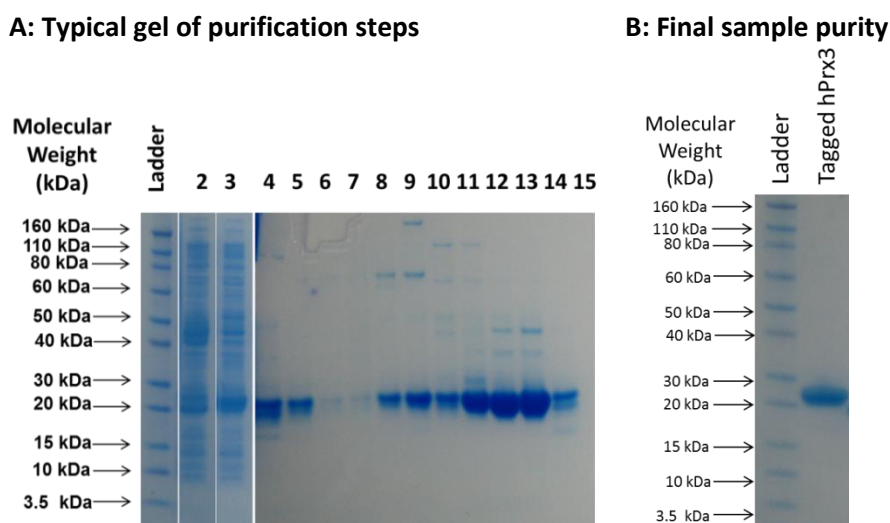 A: Typical gel of purification steps
B: Final sample purity
Molecular
Weight
(kDa)
Ladder
2 3 4 5 6 7 8 9 10 11 12 13 14 15
160 kDa
110 kDa
80 kDa
60 kDa
50 kDa
40 kDa
30 kDa
20 kDa
15 kDa
10 kDa
3.5 kDa
Molecular
Weight
(kDa)
Ladder
Tagged hPrx3
160 kDa
110 kDa
80 kDa
60 kDa
50 kDa
40 kDa
30 kDa
20 kDa
15 kDa
10 kDa
3.5 kDa